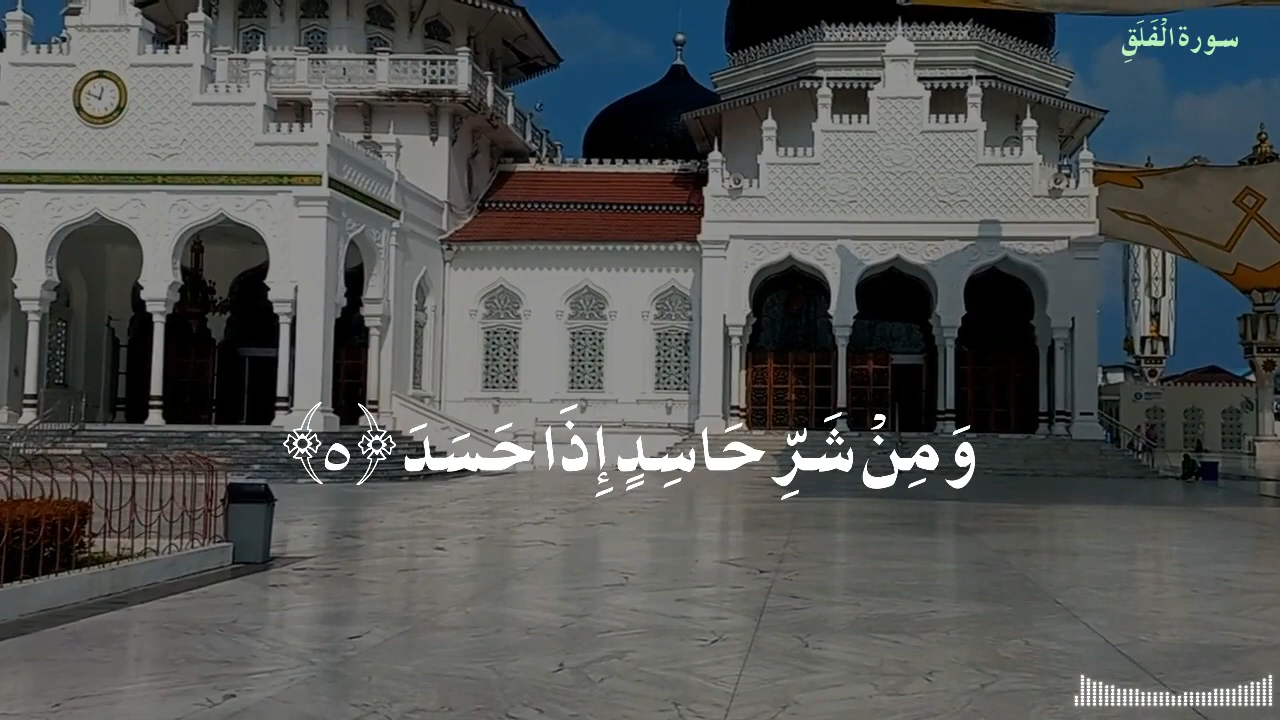 سورة الْفَلَقِ
وَمِنْ شَرِّ حَاسِدٍ إِذَا حَسَدَ ﴿٥﴾